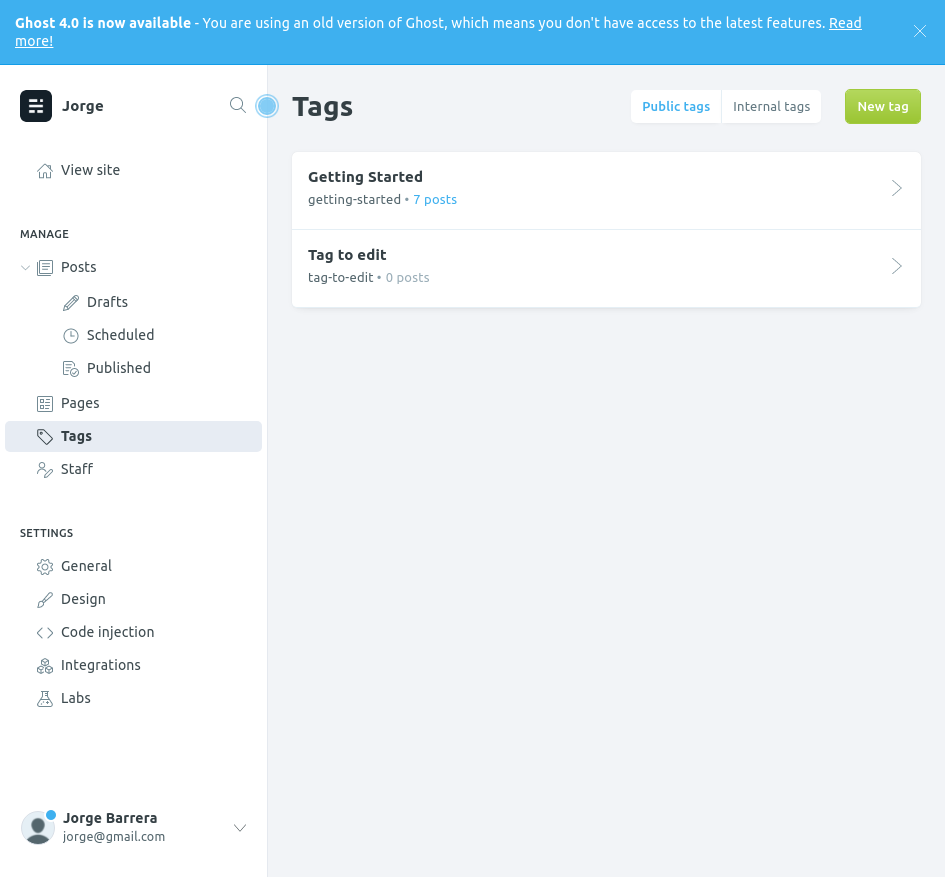 Ghost 4.0 is now available - You are using an old version of Ghost, which means you don't have access to the latest features. Read
more!
Jorge
View site
MANAGE
Posts
Drafts
Scheduled
Published
Pages
Tags
Staff
SETTINGS
General
Design
Code injection
Integrations
Labs
Jorge Barrera
jorge@gmail.com
Tags
Public tags
Internal tags
New tag
Getting Started
getting-started • 7 posts
Tag to edit
tag-to-edit • 0 posts